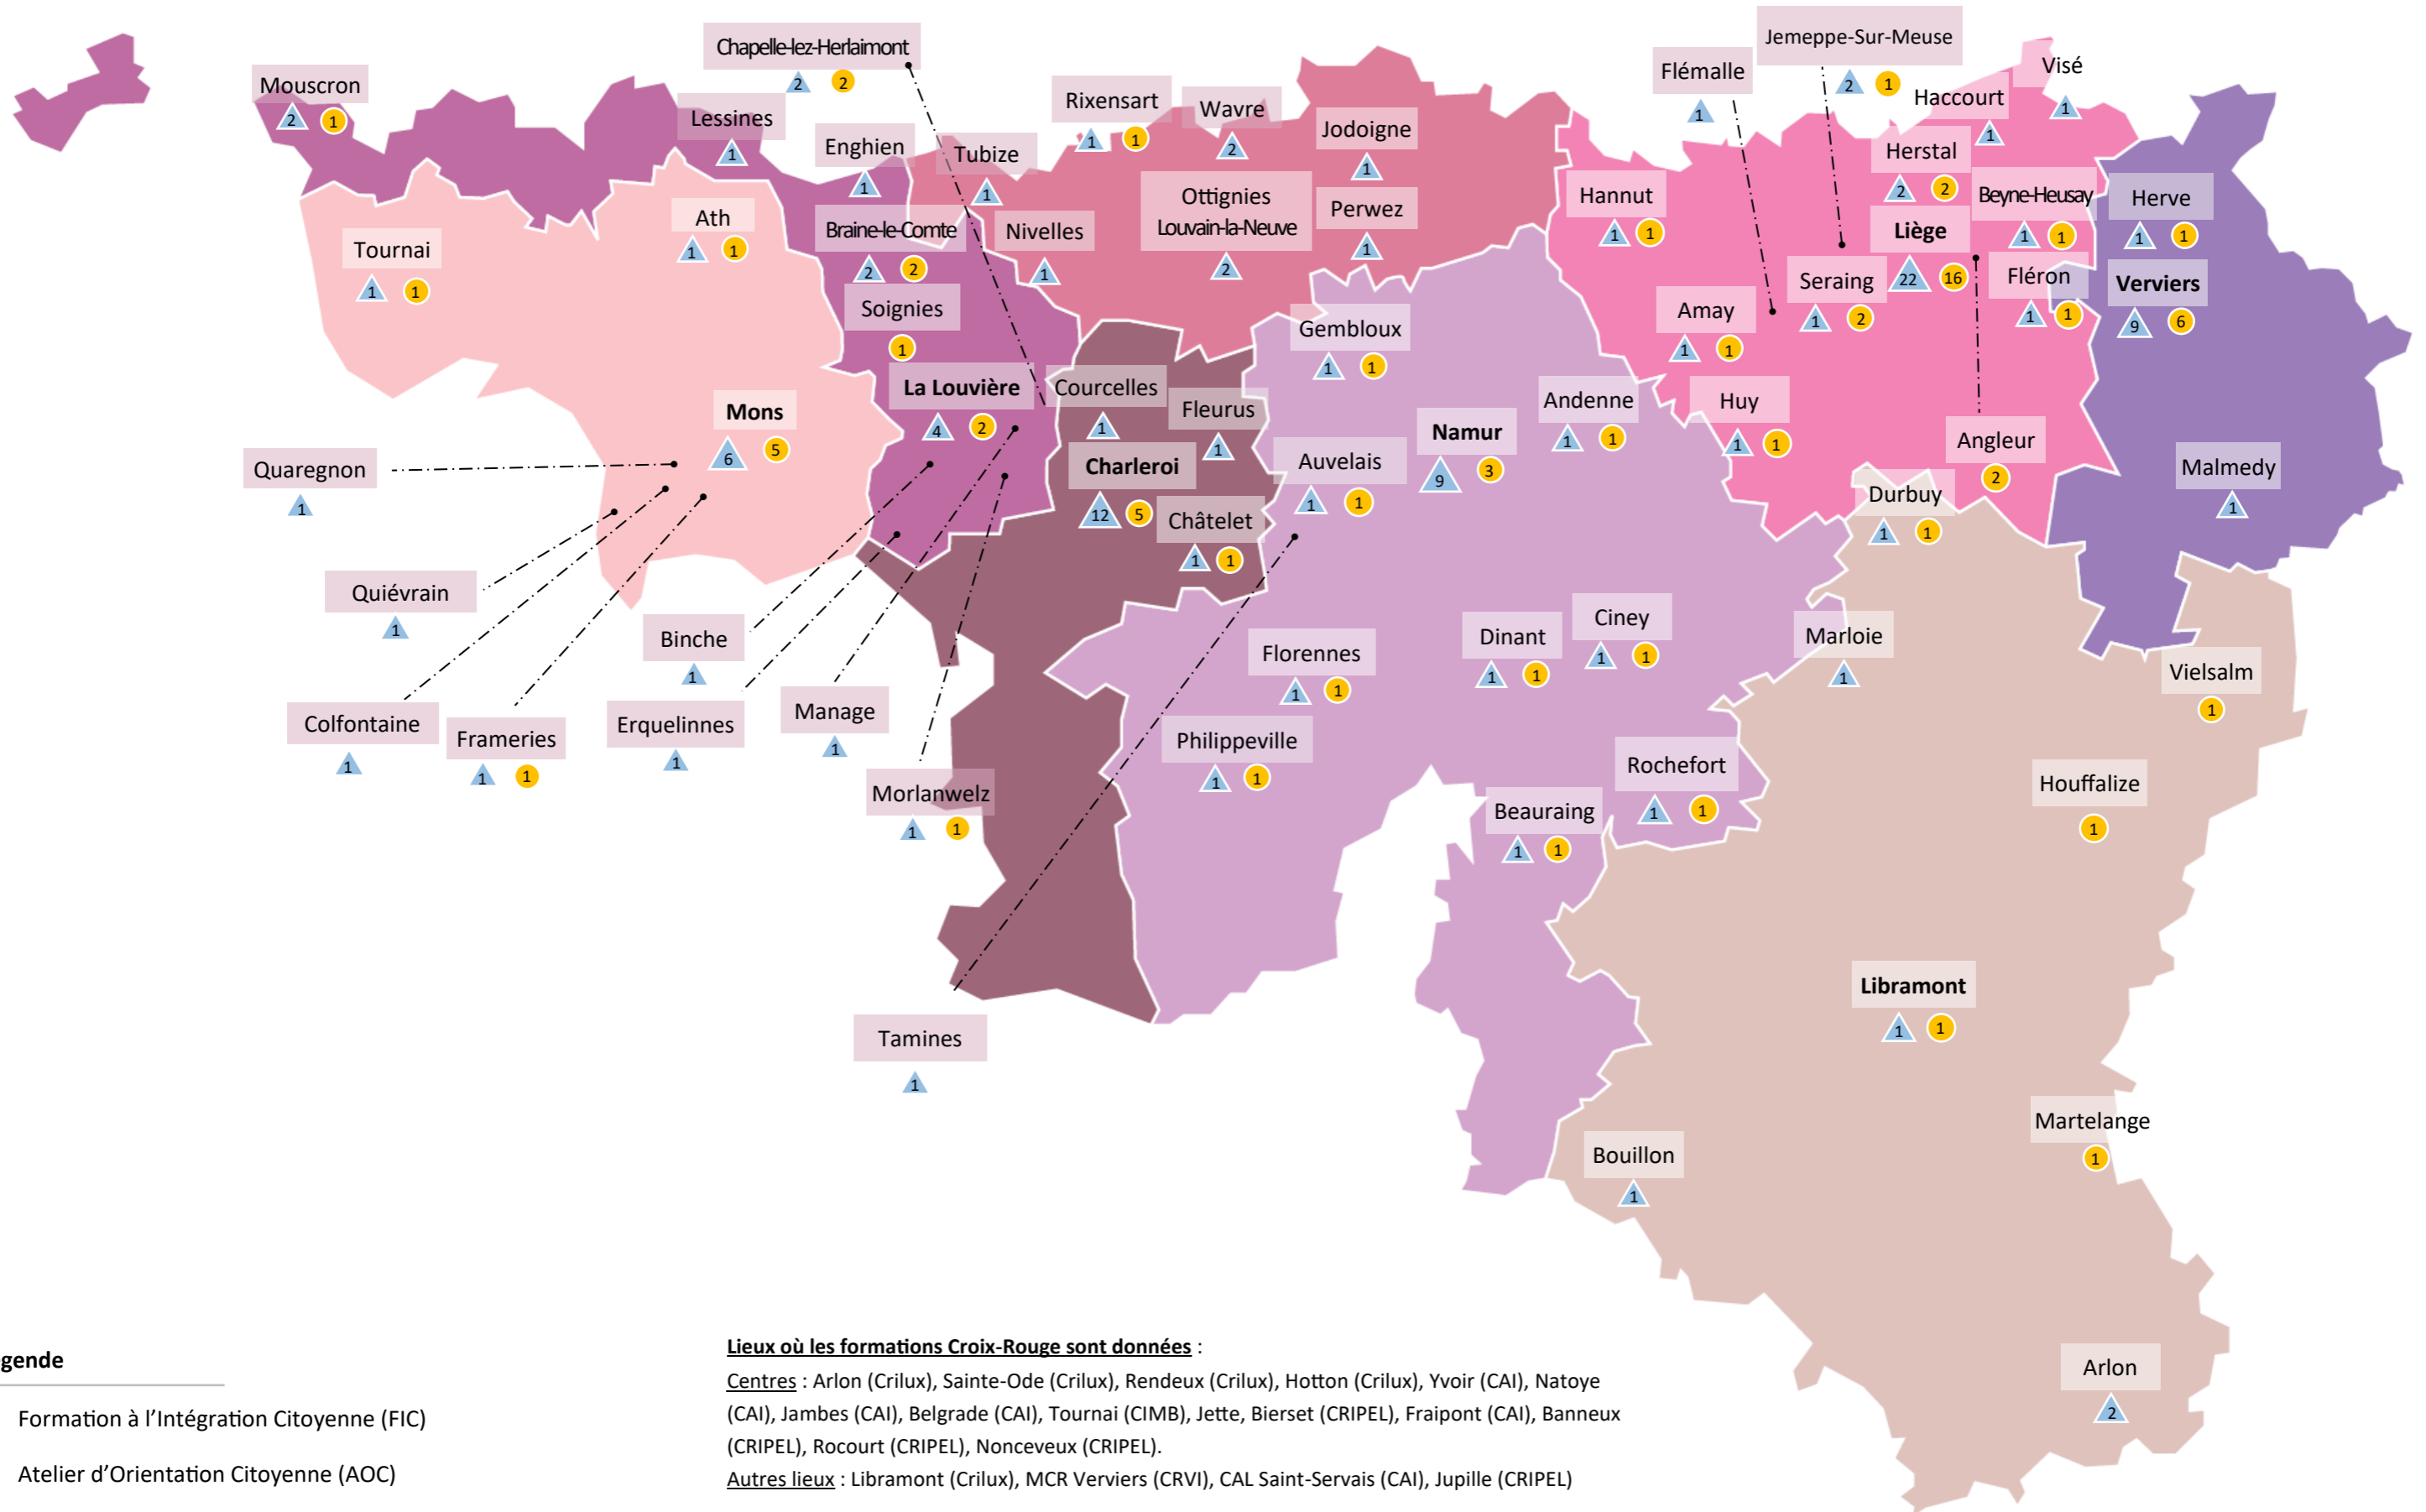 Chapelle-lez-Herlaimont
2 2
Jemeppe-Sur-Meuse
2 1
Flémalle
1
Visé
1
Mouscron
2 1
Haccourt
1
Rixensart
1 1
Wavre
2
Lessines
1
Jodoigne
1
Enghien
1
Tubize
1
Herstal
2 2
Hannut
1 1
Beyne-Heusay
1 1
Herve
1 1
Ottignies
Louvain-la-Neuve
2
Perwez
1
Ath
1 1
Braine-le-Comte
2 2
Nivelles
1
Liège
22 16
Tournai
1 1
Seraing
1 2
Fléron
1 1
Verviers
9 6
Soignies
1
Amay
1 1
Gembloux
1 1
La Louvière
4 2
Courcelles
1
Fleurus
1
Andenne
1 1
Huy
1 1
Mons
6 5
Namur
9 3
Angleur
2
Quaregnon
1
Charleroi
12 5
Auvelais
1 1
Malmedy
1
Durbuy
1 1
Châtelet
1 1
Quiévrain
1
Binche
1
Florennes
1 1
Dinant
1 1
Ciney
1 1
Marloie
1
Vielsalm
1
Colfontaine
1
Frameries
1 1
Erquelinnes
1
Manage
1
Philippeville
1 1
Rochefort
1 1
Houffalize
1
Morlanwelz
1 1
Beauraing
1 1
Libramont
1 1
Tamines
1
Martelange
1
Bouillon
1
Arlon
2
gende
Formation à l’Intégration Citoyenne (FIC)
Atelier d’Orientation Citoyenne (AOC)
Lieux où les formations Croix-Rouge sont données :
Centres : Arlon (Crilux), Sainte-Ode (Crilux), Rendeux (Crilux), Hotton (Crilux), Yvoir (CAI), Natoye
(CAI), Jambes (CAI), Belgrade (CAI), Tournai (CIMB), Jette, Bierset (CRIPEL), Fraipont (CAI), Banneux
(CRIPEL), Rocourt (CRIPEL), Nonceveux (CRIPEL).
Autres lieux : Libramont (Crilux), MCR Verviers (CRVI), CAL Saint-Servais (CAI), Jupille (CRIPEL)